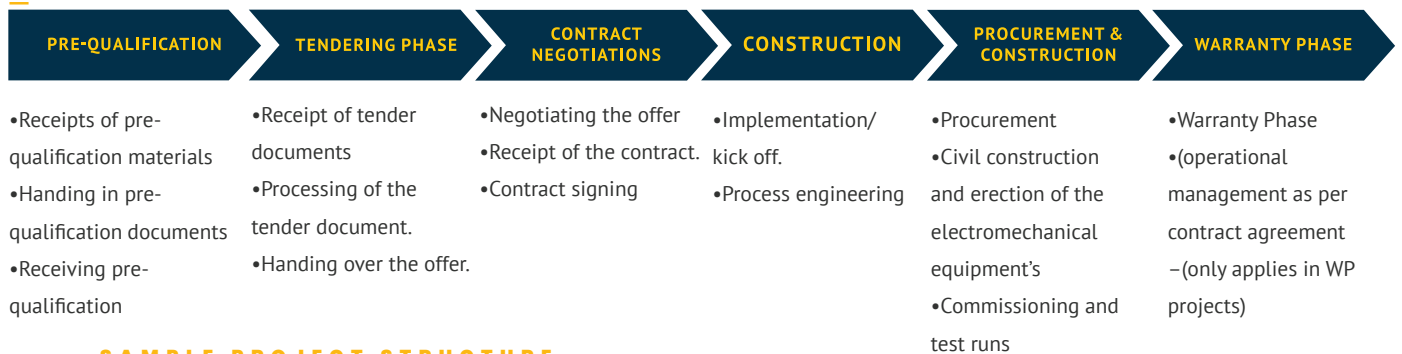 PRE-QUALIFICATION
TENDERING PHASE
CONTRACT
NEGOTIATIONS
CONSTRUCTION
PROCUREMENT &
CONSTRUCTION
WARRANTY PHASE
•Receipts of pre-
qualification materials
•Handing in pre-
qualification documents
•Receiving pre-
qualification
•Receipt of tender
documents
•Processing of the
tender document.
•Handing over the offer.
•Negotiating the offer
•Receipt of the contract.
•Contract signing
•Implementation/
kick off.
•Process engineering
•Procurement
•Civil construction
and erection of the
electromechanical
equipment's
•Commissioning and
test runs
•Warranty Phase
•(operational
management as per
contract agreement
–(only applies in WP
projects)
SAMPLE PROJECT STRUCTURE